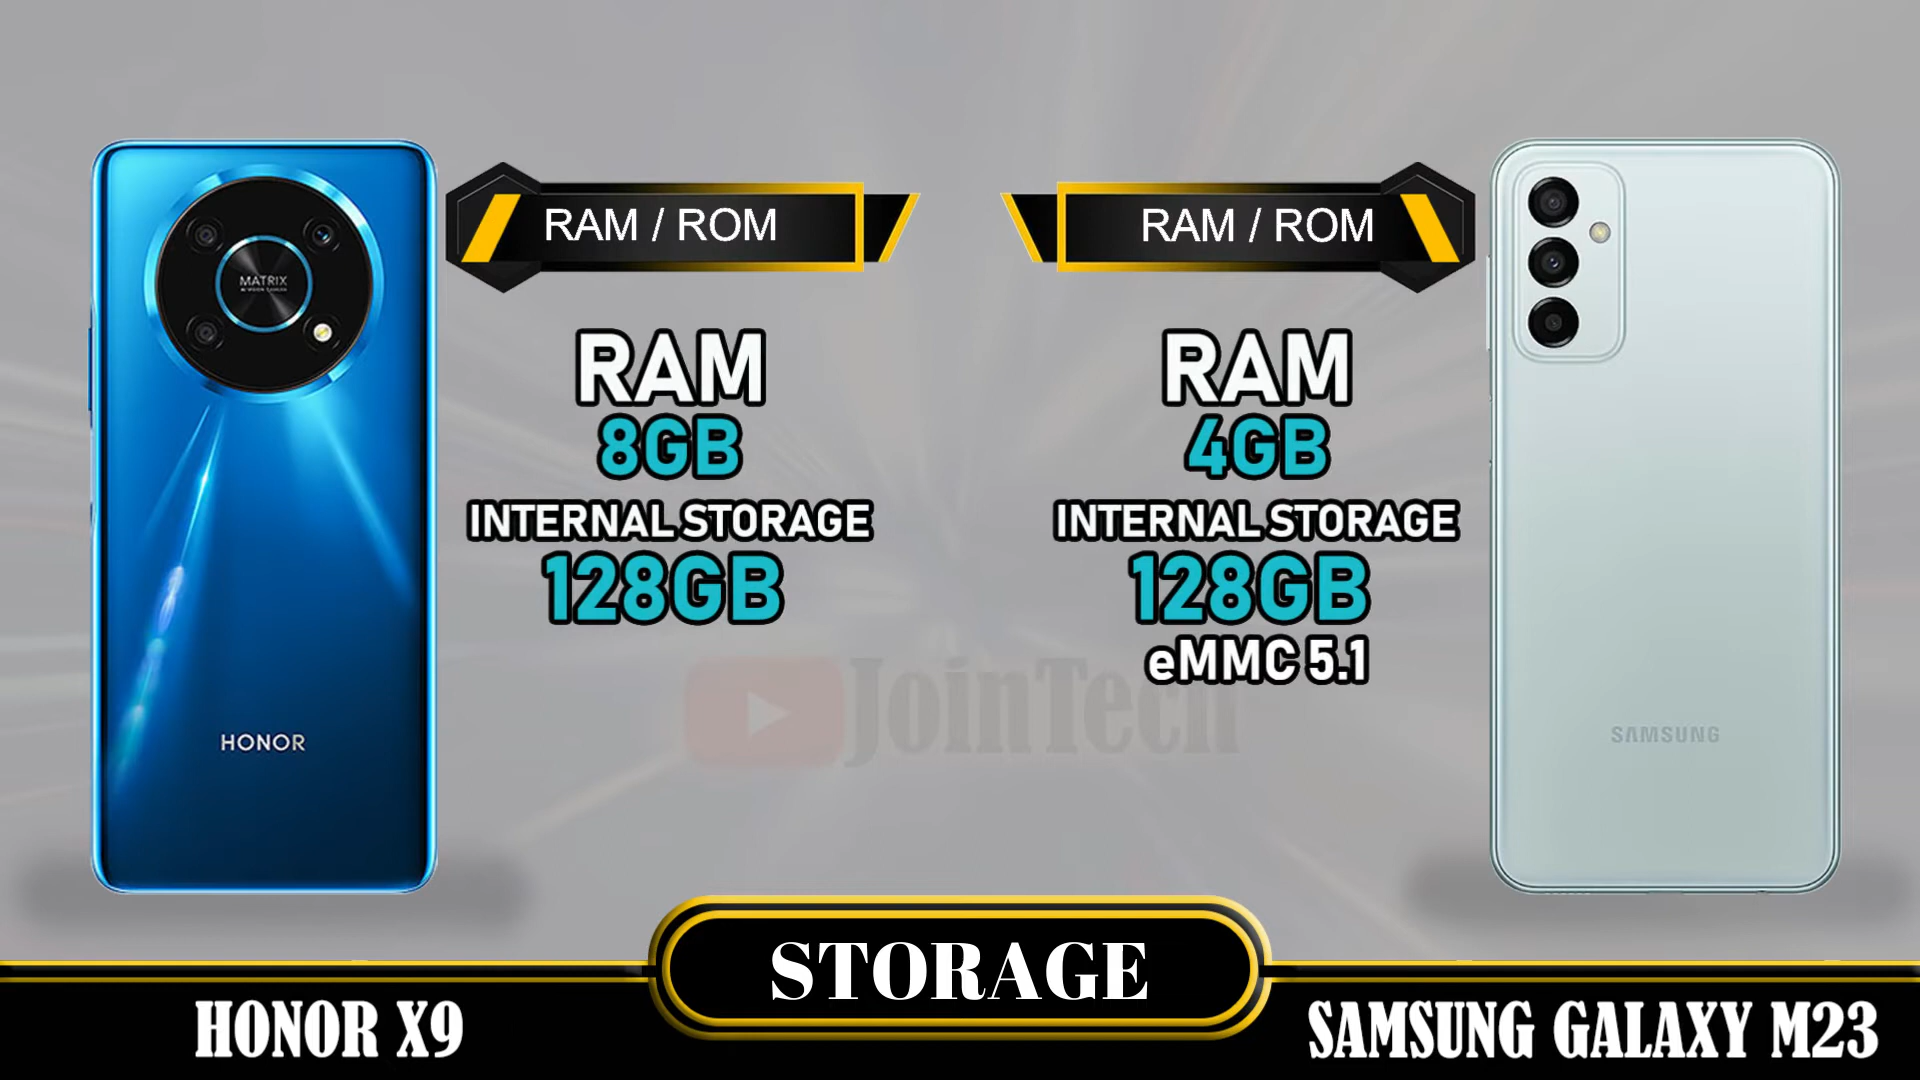 RAM / ROM
RAM
8GB
INTERNAL STORAGE
128GB
RAM / ROM
RAM
4GB
INTERNAL STORAGE
128GB
eMMC 5.1
MATRIX
HONOR
SAMSUNG
JoinTech
STORAGE
HONOR X9
SAMSUNG GALAXY M23